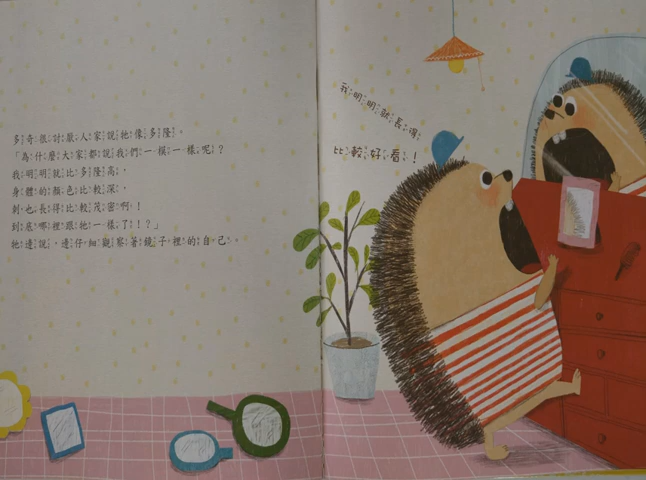 多奇很討厭人家說牠像多隆。
「為什麼大家都說我們一模一樣呢？
我明明就比多隆高，
身體的顏色比較深，
刺也長得比較茂密啊！
到底哪裡跟牠一樣了！？」
牠邊說，邊仔細觀察著鏡子裡的自己。
我明明就長得
比較好看！